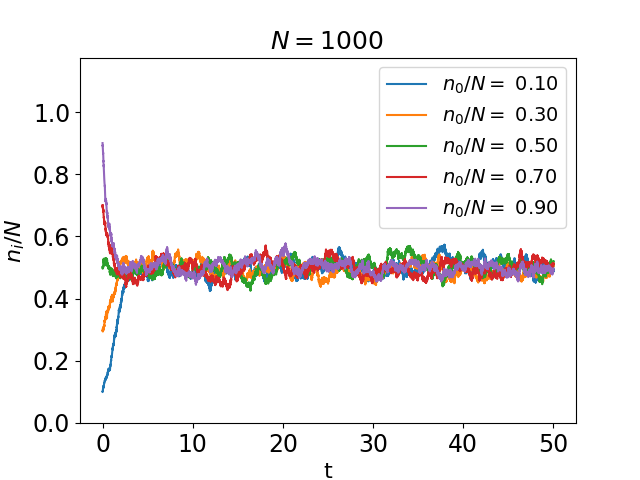 N = 1000
n_i/N
1.0
0.8
0.6
0.4
0.2
0.0
n_0/N = 0.10
n_0/N = 0.30
n_0/N = 0.50
n_0/N = 0.70
n_0/N = 0.90
0 10 20 30 40 50
t